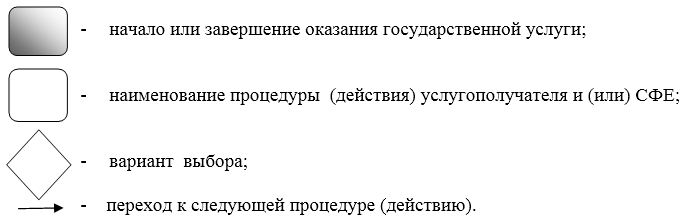 - начало или завершение оказания государственной услуги;
- наименование процедуры (действия) услугополучателя и (или) СФЕ;
- вариант выбора;
- переход к следующей процедуре (действию).